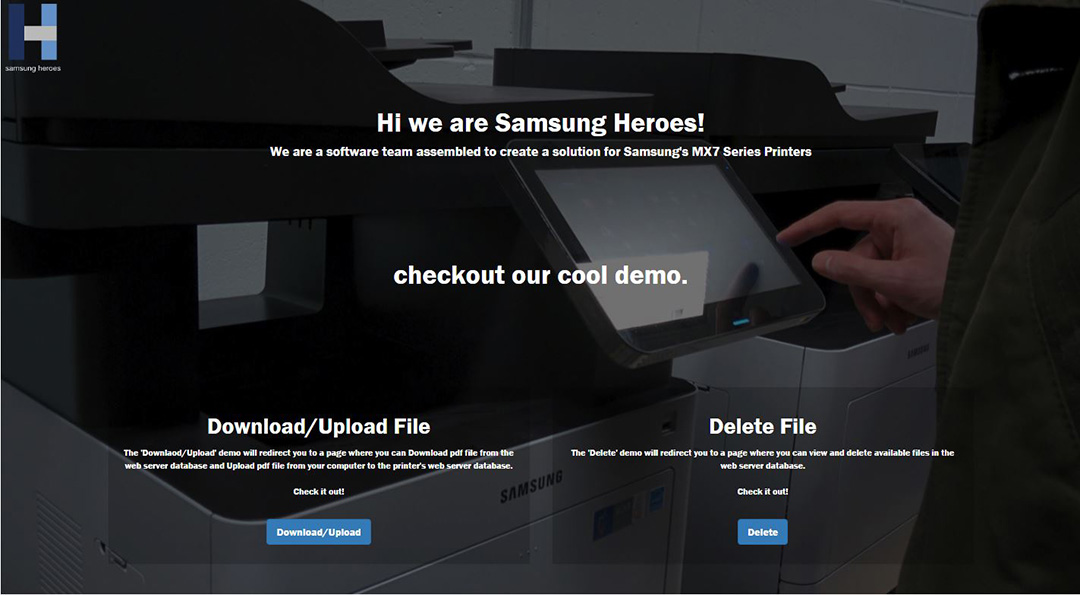 samsung heroes
Hi we are Samsung Heroes!
We are a software team assembled to create a solution for Samsung's MX7 Series Printers
checkout our cool demo.
Download/Upload File
The 'Downlaod/Upload' demo will redirect you to a page where you can Download pdf file from the
web server database and Upload pdf file from your computer to the printer's web server database.
Check it out!
Download/Upload
Delete File
The 'Delete' demo will redirect you to a page where you can view and delete available files in the
web server database.
Check it out!
Delete
SAMSUNG